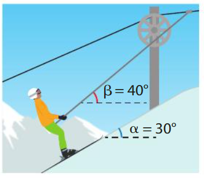 β = 40°
α = 30°